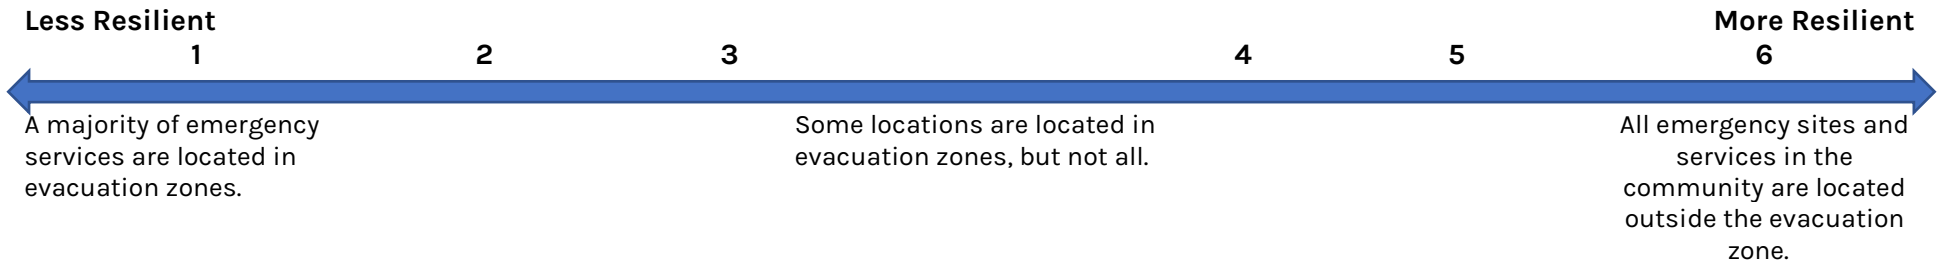 Less Resilient More Resilient
1 2 3 4 5 6
A majority of emergency
services are located in
evacuation zones.
Some locations are located in
evacuation zones, but not all.
All emergency sites and
services in the
community are located
outside the evacuation
zone.